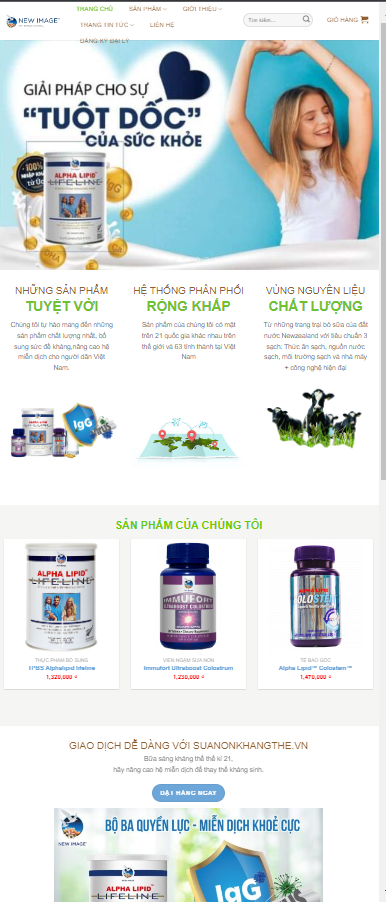 NEW IMAGE
TRANG CHỦ SẢN PHẨM GIỚI THIỆU
TRANG TIN TỨC LIÊN HỆ
ĐĂNG KÝ ĐẠI LÝ
Tìm kiếm...
GIỎ HÀNG
GIẢI PHÁP CHO SỰ
“TUỘT DỐC”
CỦA SỨC KHỎE
100%
NHẬP KHẨU
từ Úc
ALPHA LIPID
LIFELINE
IgG
DHA
NHỮNG SẢN PHẨM
TUYỆT VỜI
Chúng tôi tự hào mang đến những
sản phẩm chất lượng nhất, bổ
sung sức đề kháng,nâng cao hệ
miễn dịch cho người dân Việt
Nam.
HỆ THỐNG PHÂN PHỐI
RỘNG KHẮP
Sản phẩm của chúng tôi có mặt
trên 21 quốc gia khác nhau trên
thế giới và 63 tỉnh thành tại Việt
Nam
VÙNG NGUYÊN LIỆU
CHẤT LƯỢNG
Từ những trang trại bò sữa của đất
nước Newzealand với tiêu chuẩn 3
sạch: Thức ăn sạch, nguồn nước
sạch, môi trường sạch và nhà máy
+ công nghệ hiện đại
IgG
SẢN PHẨM CỦA CHÚNG TÔI
ALPHA LIPID
LIFELINE
IMMUFORT
ULTRABOOST COLOSTRUM
ALPHA LIPID
COLOSTEM
THỰC PHẨM BỔ SUNG
Alphalipid lifeline
1,320,000 ₫
VIÊN NGẬM SỮA NON
Immufort Ultraboost Colostrum
1,230,000 ₫
TẾ BÀO GỐC
Alpha Lipid™ Colostem™
1,470,000 ₫
GIAO DỊCH DỄ DÀNG VỚI SUANONKHANGTHE.VN
Bữa sáng kháng thể thế kỉ 21,
hãy nâng cao hệ miễn dịch để thay thế kháng sinh.
ĐẶT HÀNG NGAY
NEW IMAGE
BỘ BA QUYỀN LỰC - MIỄN DỊCH KHOẺ CỰC
ALPHA LIPID
IgG